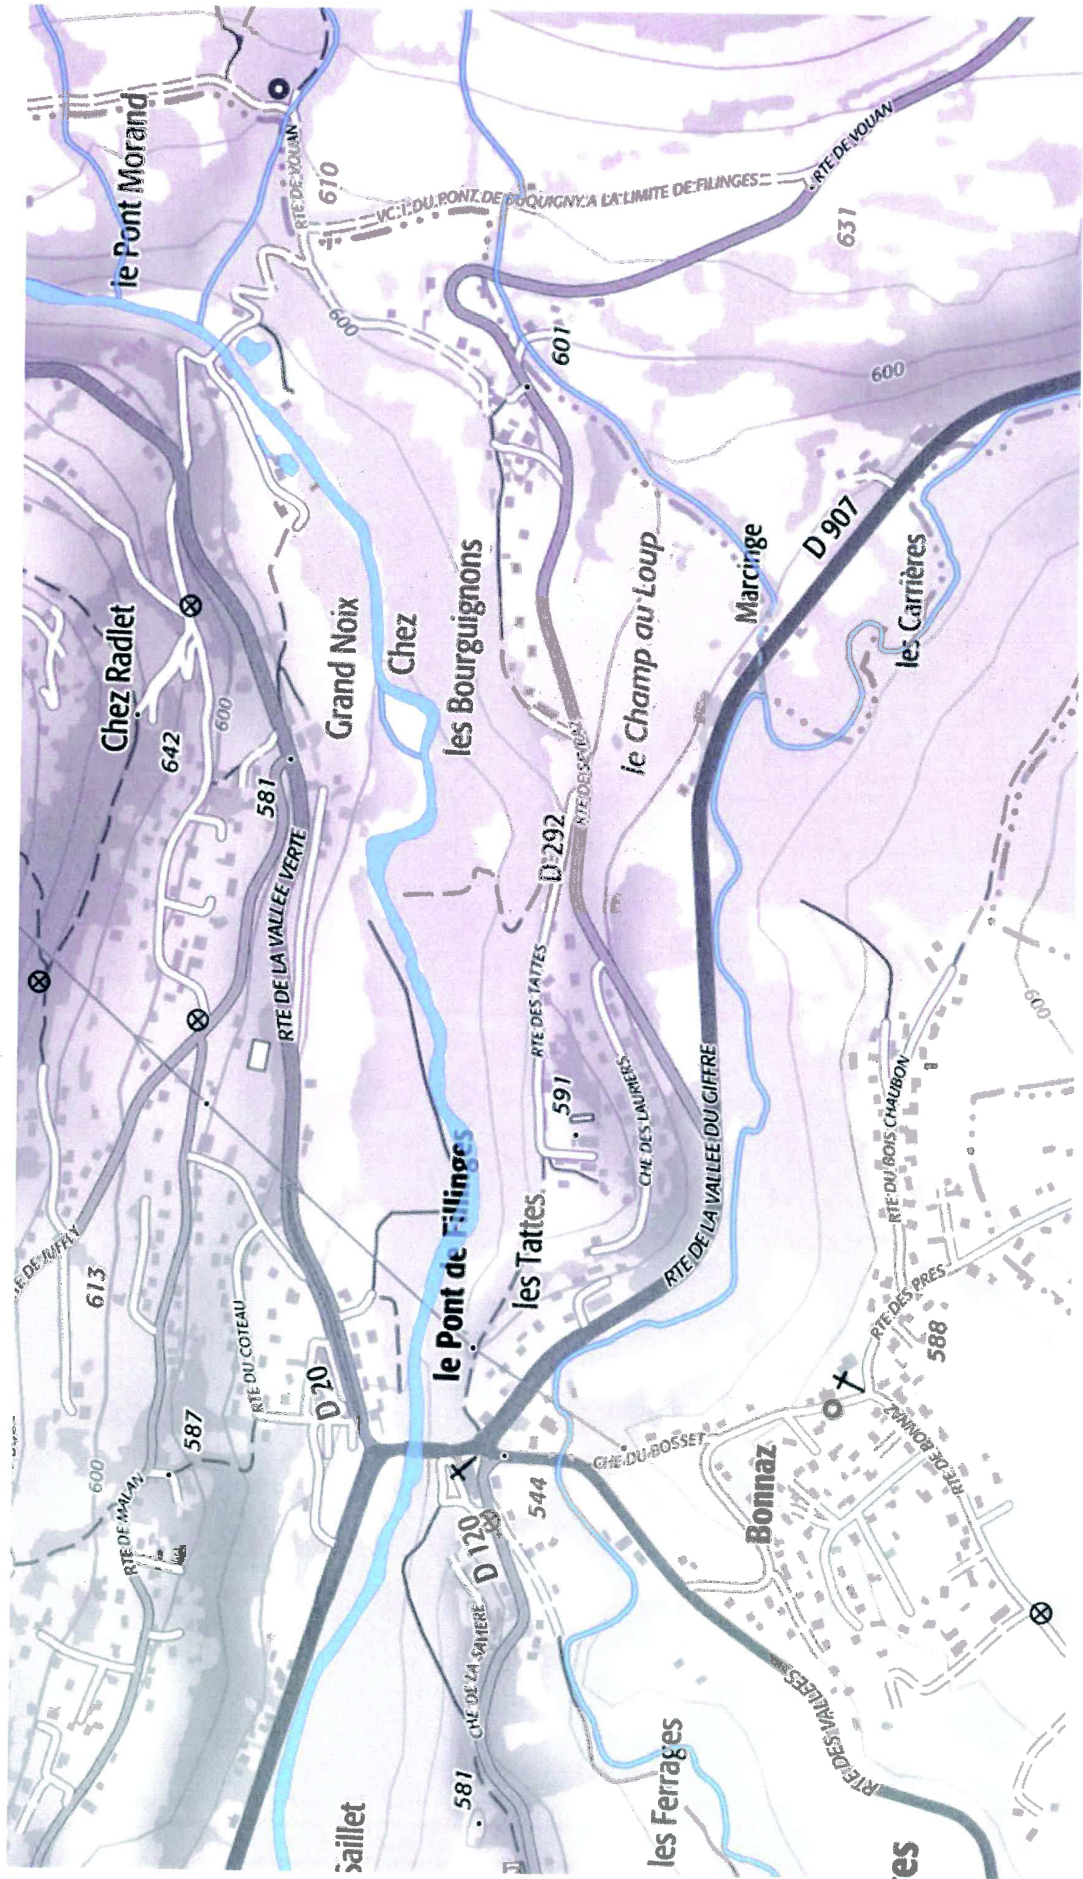 le Pont Morand
RTE DE VOUAN
610
VC 1 DU PONT DE BUQUIGNY A LA LIMITE DE FILINGES
RTE DE VOUAN
631
600
601
600
Chez Radlet
642
600
581
Grand Noix
Chez
les Bourguignons
le Champ au Loup
Marcinge
D 907
les Carrières
D 292
RTE DE LA VALLEE VERTE
RTE DES TATTES
591
CHE DES LAURIERS
RTE DE LA VALLEE DU GIFFRE
600
RTE DU BOIS CHAUBON
RTE DES PRES
588
613
RTE DU COTEAU
D 20
le Pont de Fillinges
les Tattes
587
600
RTE DE MALAN
544
D 120
CHE DU BOSSET
Bonnaz
RTE DE BONNAZ
CHE DE LA SAPIERE
581
RTE DES VALLEES
les Ferrages
Saillet
es